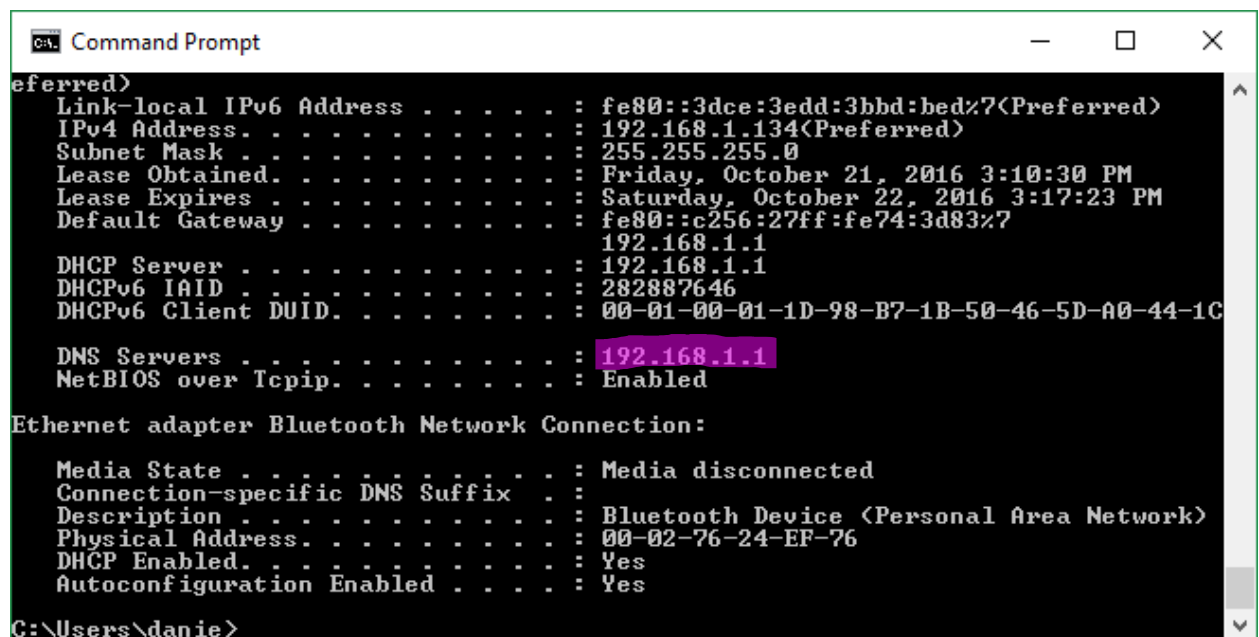 Command Prompt
eferred)
Link-local IPv6 Address . . . . . : fe80::3dce:3edd:3bbd:bed%7(Preferred)
IPv4 Address. . . . . . . . . . . : 192.168.1.134(Preferred)
Subnet Mask . . . . . . . . . . . : 255.255.255.0
Lease Obtained. . . . . . . . . . : Friday, October 21, 2016 3:10:30 PM
Lease Expires . . . . . . . . . . : Saturday, October 22, 2016 3:17:23 PM
Default Gateway . . . . . . . . . : fe80::c256:27ff:fe74:3d83%7
192.168.1.1
DHCP Server . . . . . . . . . . . : 192.168.1.1
DHCPv6 IAID . . . . . . . . . . . : 282887646
DHCPv6 Client DUID. . . . . . . . : 00-01-00-01-1D-98-B7-1B-50-46-5D-A0-44-1C
DNS Servers . . . . . . . . . . . : 192.168.1.1
NetBIOS over Tcpip. . . . . . . . : Enabled
Ethernet adapter Bluetooth Network Connection:
Media State . . . . . . . . . . . : Media disconnected
Connection-specific DNS Suffix  . :
Description . . . . . . . . . . . : Bluetooth Device (Personal Area Network)
Physical Address. . . . . . . . . : 00-02-76-24-EF-76
DHCP Enabled. . . . . . . . . . . : Yes
Autoconfiguration Enabled . . . . : Yes
C:\Users\danie>